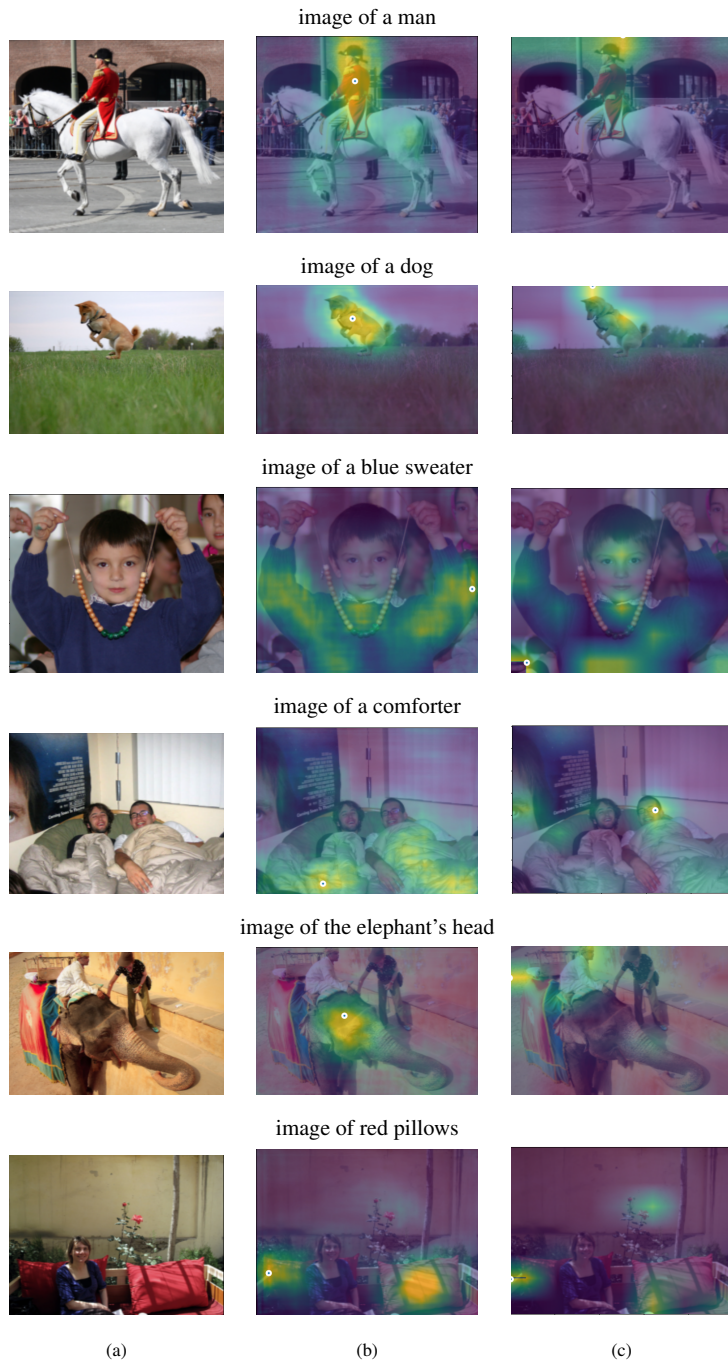 image of a man
image of a dog
image of a blue sweater
image of a comforter
image of the elephant's head
image of red pillows
(a)
(b)
(c)